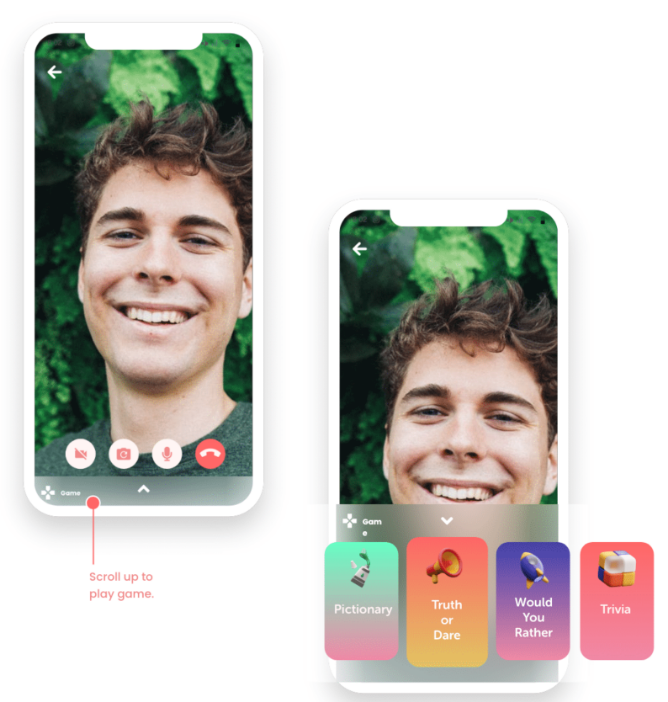 Game
Scroll up to
play game.
Gam
e
Pictionary
Truth
or
Dare
Would
You
Rather
Trivia